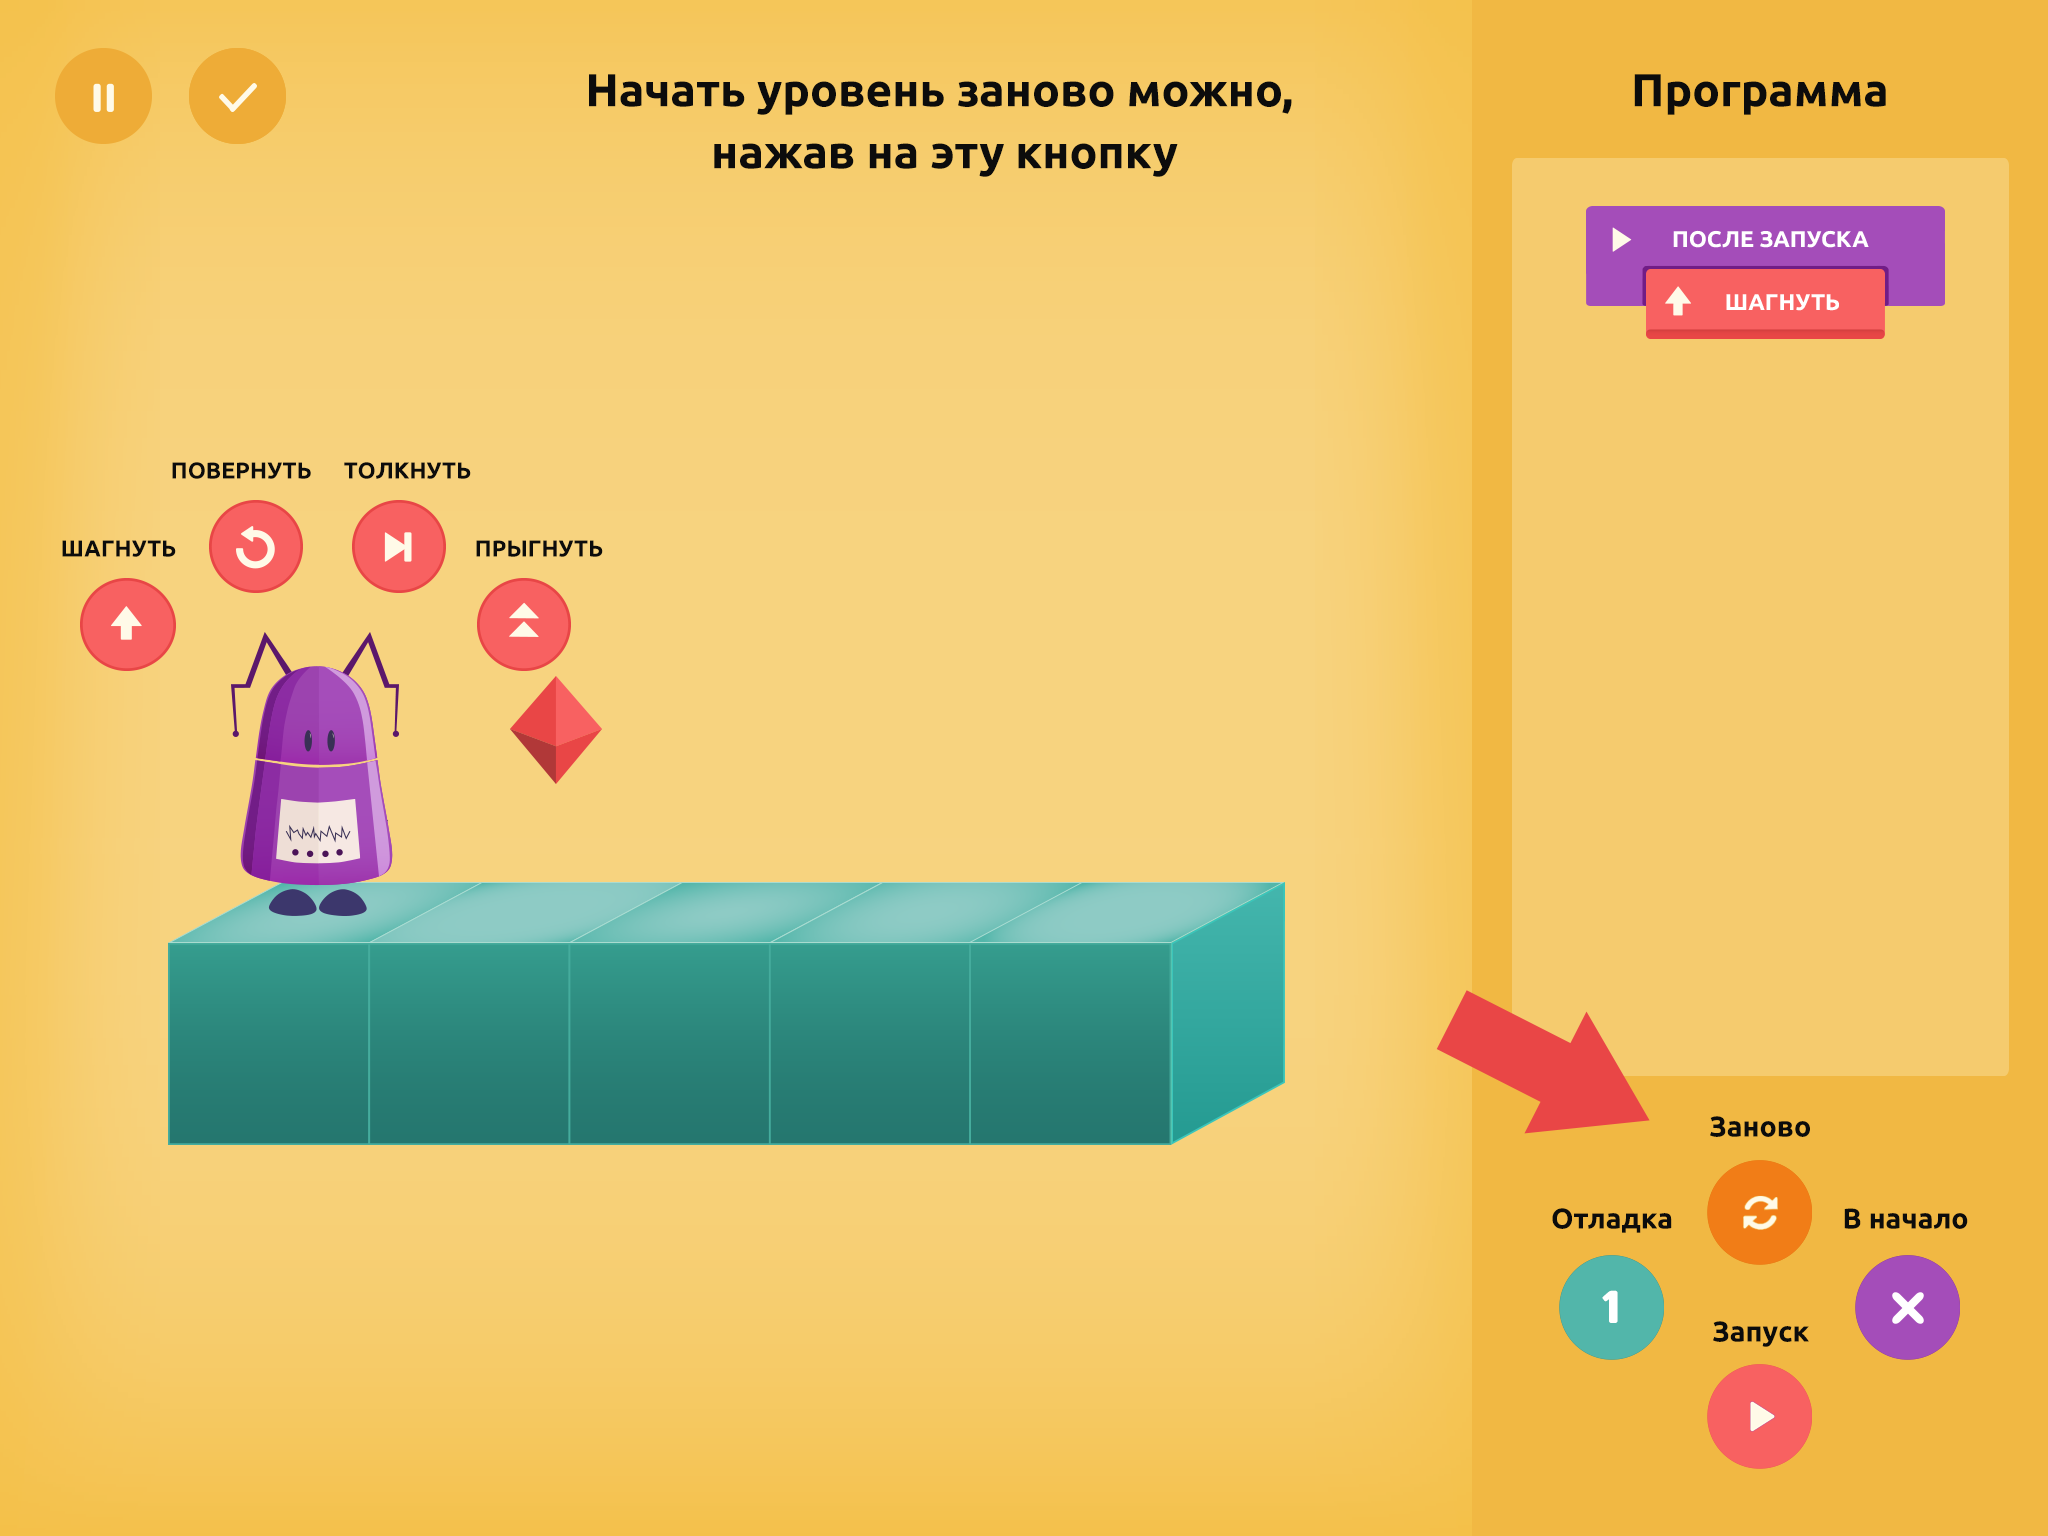 Начать уровень заново можно,
нажав на эту кнопку
Программа
ПОСЛЕ ЗАПУСКА
ШАГНУТЬ
ПОВЕРНУТЬ
ТОЛКНУТЬ
ШАГНУТЬ
ПРЫГНУТЬ
Заново
Отладка
В начало
1
Запуск